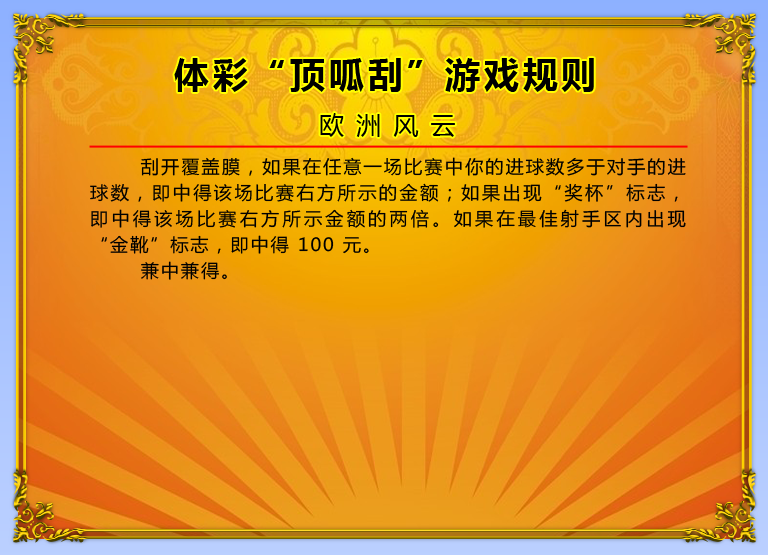 体彩“顶呱刮”游戏规则
欧洲风云
刮开覆盖膜，如果在任意一场比赛中你的进球数多于对手的进
球数，即中得该场比赛右方所示的金额；如果出现“奖杯”标志，
即中得该场比赛右方所示金额的两倍。如果在最佳射手区内出现
“金靴”标志，即中得 100 元。
兼中兼得。